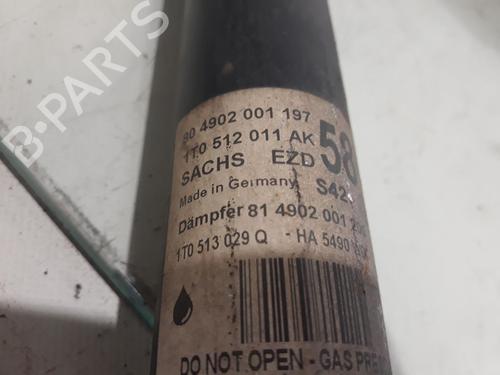 B-PARTS
80 4902 001 197
1T0 512 011 AK
58
SACHS EZD
Made in Germany
Dämpfer 81 4902 001
1T0 513 029 Q - HA 5490
DO NOT OPEN - GAS